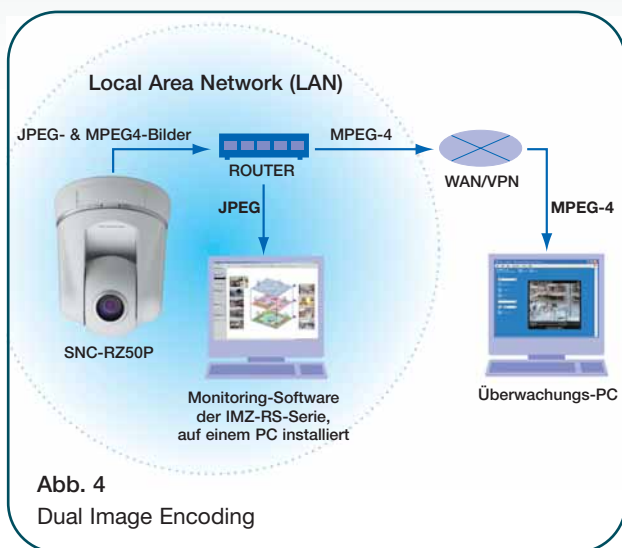 Local Area Network (LAN)
JPEG- & MPEG4-Bilder
MPEG-4
ROUTER
WAN/VPN
JPEG
MPEG-4
SNC-RZ50P
Monitoring-Software
der IMZ-RS-Serie,
auf einem PC installiert
Überwachungs-PC
Abb. 4
Dual Image Encoding